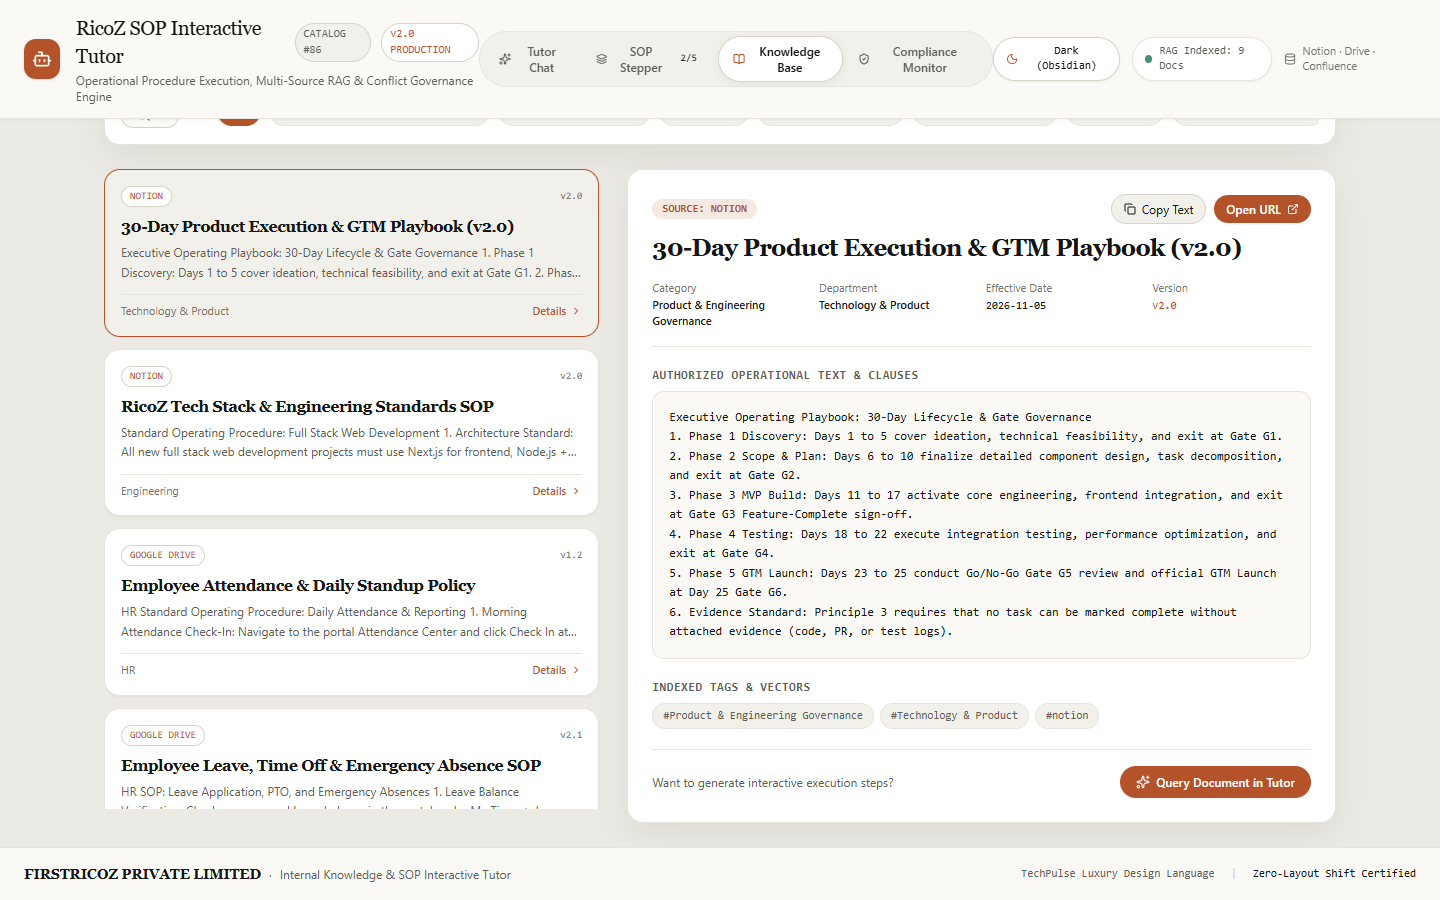 RicoZ SOP Interactive
Tutor
Operational Procedure Execution, Multi-Source RAG & Conflict Governance
Engine
CATALOG
#86
v2.0
PRODUCTION
Tutor
Chat
SOP
Stepper
2/5
Knowledge
Base
Compliance
Monitor
Dark
(Obsidian)
RAG Indexed: 9
Docs
Notion · Drive ·
Confluence
NOTION
v2.0
30-Day Product Execution & GTM Playbook (v2.0)
Executive Operating Playbook: 30-Day Lifecycle & Gate Governance 1. Phase 1
Discovery: Days 1 to 5 cover ideation, technical feasibility, and exit at Gate G1. 2. Phas...
Technology & Product
Details
NOTION
v2.0
RicoZ Tech Stack & Engineering Standards SOP
Standard Operating Procedure: Full Stack Web Development 1. Architecture Standard:
All new full stack web development projects must use Next.js for frontend, Node.js +...
Engineering
Details
GOOGLE DRIVE
v1.2
Employee Attendance & Daily Standup Policy
HR Standard Operating Procedure: Daily Attendance & Reporting 1. Morning
Attendance Check-In: Navigate to the portal Attendance Center and click Check In at...
HR
Details
GOOGLE DRIVE
v2.1
Employee Leave, Time Off & Emergency Absence SOP
HR SOP: Leave Application, PTO, and Emergency Absences 1. Leave Balance
SOURCE: NOTION
Copy Text
Open URL
30-Day Product Execution & GTM Playbook (v2.0)
Category
Product & Engineering
Governance
Department
Technology & Product
Effective Date
2026-11-05
Version
v2.0
AUTHORIZED OPERATIONAL TEXT & CLAUSES
Executive Operating Playbook: 30-Day Lifecycle & Gate Governance
1. Phase 1 Discovery: Days 1 to 5 cover ideation, technical feasibility, and exit at Gate G1.
2. Phase 2 Scope & Plan: Days 6 to 10 finalize detailed component design, task decomposition,
and exit at Gate G2.
3. Phase 3 MVP Build: Days 11 to 17 activate core engineering, frontend integration, and exit
at Gate G3 Feature-Complete sign-off.
4. Phase 4 Testing: Days 18 to 22 execute integration testing, performance optimization, and
exit at Gate G4.
5. Phase 5 GTM Launch: Days 23 to 25 conduct Go/No-Go Gate G5 review and official GTM Launch
at Day 25 Gate G6.
6. Evidence Standard: Principle 3 requires that no task can be marked complete without
attached evidence (code, PR, or test logs).
INDEXED TAGS & VECTORS
#Product & Engineering Governance
#Technology & Product
#notion
Want to generate interactive execution steps?
Query Document in Tutor
FIRSTRICOZ PRIVATE LIMITED · Internal Knowledge & SOP Interactive Tutor
TechPulse Luxury Design Language | Zero-Layout Shift Certified